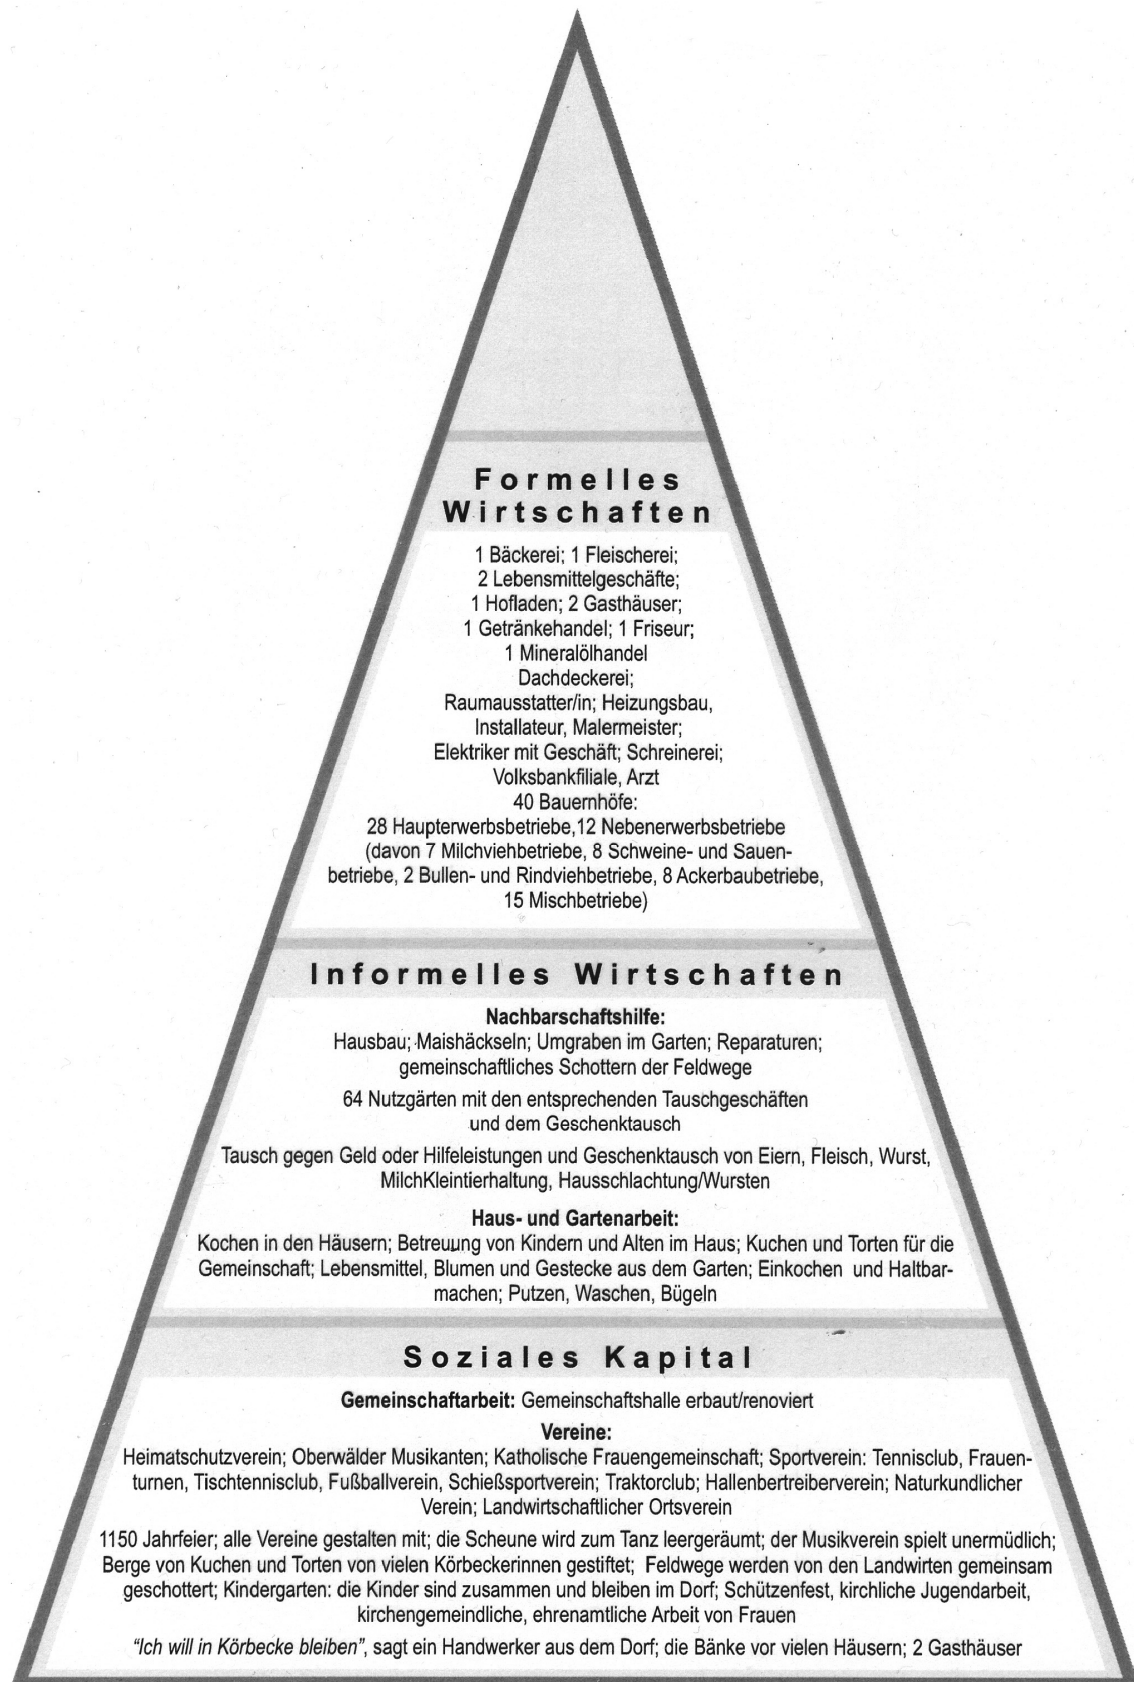 Formelles
Wirtschaften
1 Bäckerei; 1 Fleischerei;
2 Lebensmittelgeschäfte;
1 Hofladen; 2 Gasthäuser;
1 Getränkehandel; 1 Friseur;
1 Mineralölhandel
Dachdeckerei;
Raumausstatter/in; Heizungsbau,
Installateur, Malermeister;
Elektriker mit Geschäft; Schreinerei;
Volksbankfiliale, Arzt
40 Bauernhöfe:
28 Haupterwerbsbetriebe,12 Nebenerwerbsbetriebe
(davon 7 Milchviehbetriebe, 8 Schweine- und Sauen-
betriebe, 2 Bullen- und Rindviehbetriebe, 8 Ackerbaubetriebe,
15 Mischbetriebe)
Informelles Wirtschaften
Nachbarschaftshilfe:
Hausbau; Maishäckseln; Umgraben im Garten; Reparaturen;
gemeinschaftliches Schottern der Feldwege
64 Nutzgärten mit den entsprechenden Tauschgeschäften
und dem Geschenktausch
Tausch gegen Geld oder Hilfeleistungen und Geschenktausch von Eiern, Fleisch, Wurst,
MilchKleintierhaltung, Hausschlachtung/Wursten
Haus- und Gartenarbeit:
Kochen in den Häusern; Betreuung von Kindern und Alten im Haus; Kuchen und Torten für die
Gemeinschaft; Lebensmittel, Blumen und Gestecke aus dem Garten; Einkochen und Haltbar-
machen; Putzen, Waschen, Bügeln
Soziales Kapital
Gemeinschaftarbeit: Gemeinschaftshalle erbaut/renoviert
Vereine:
Heimatschutzverein; Oberwälder Musikanten; Katholische Frauengemeinschaft; Sportverein: Tennisclub, Frauen-
turnen, Tischtennisclub, Fußballverein, Schießsportverein; Traktorclub; Hallenbertreiberverein; Naturkundlicher
Verein; Landwirtschaftlicher Ortsverein
1150 Jahrfeier; alle Vereine gestalten mit; die Scheune wird zum Tanz leergeräumt; der Musikverein spielt unermüdlich;
Berge von Kuchen und Torten von vielen Körbeckerinnen gestiftet; Feldwege werden von den Landwirten gemeinsam
geschottert; Kindergarten: die Kinder sind zusammen und bleiben im Dorf; Schützenfest, kirchliche Jugendarbeit,
kirchengemeindliche, ehrenamtliche Arbeit von Frauen
“Ich will in Körbecke bleiben”, sagt ein Handwerker aus dem Dorf; die Bänke vor vielen Häusern; 2 Gasthäuser